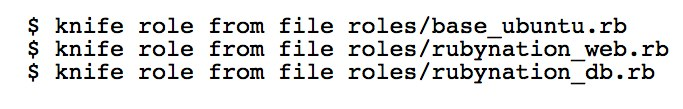 $ knife role from file roles/base_ubuntu.rb
$ knife role from file roles/rubynation_web.rb
$ knife role from file roles/rubynation_db.rb